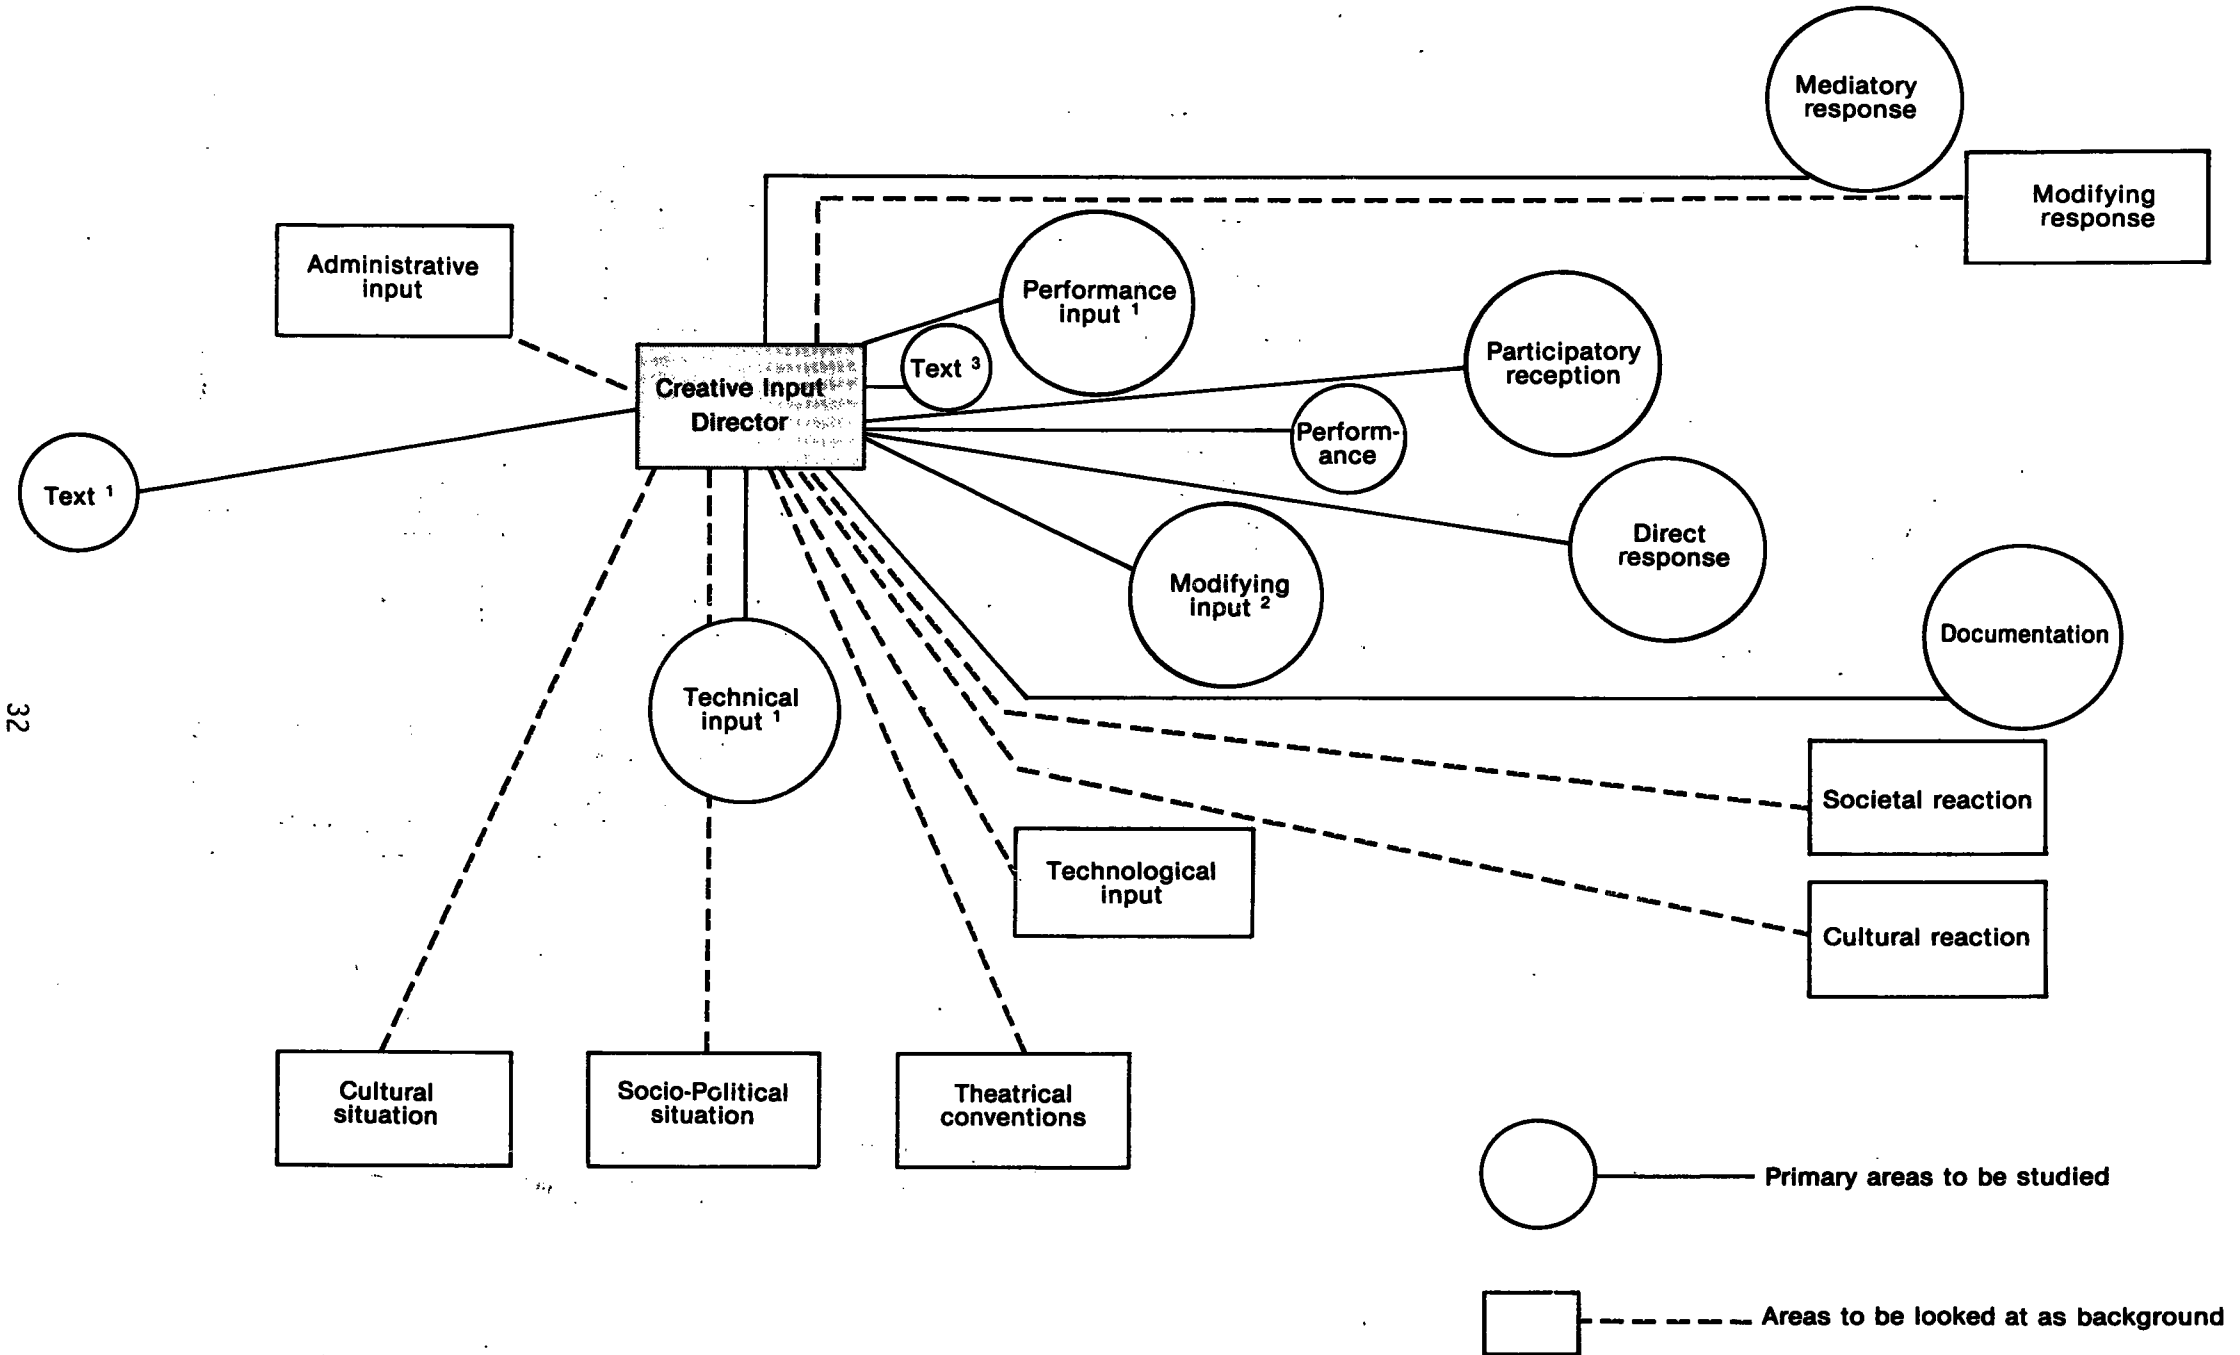 Mediatory
response
Modifying
response
Administrative
input
Performance
input ¹
Text ³
Participatory
reception
Creative Input
Director
Perform-
ance
Text ¹
Direct
response
Modifying
input ²
Documentation
Technical
input ¹
32
Societal reaction
Technological
input
Cultural reaction
Cultural
situation
Socio-Political
situation
Theatrical
conventions
Primary areas to be studied
Areas to be looked at as background